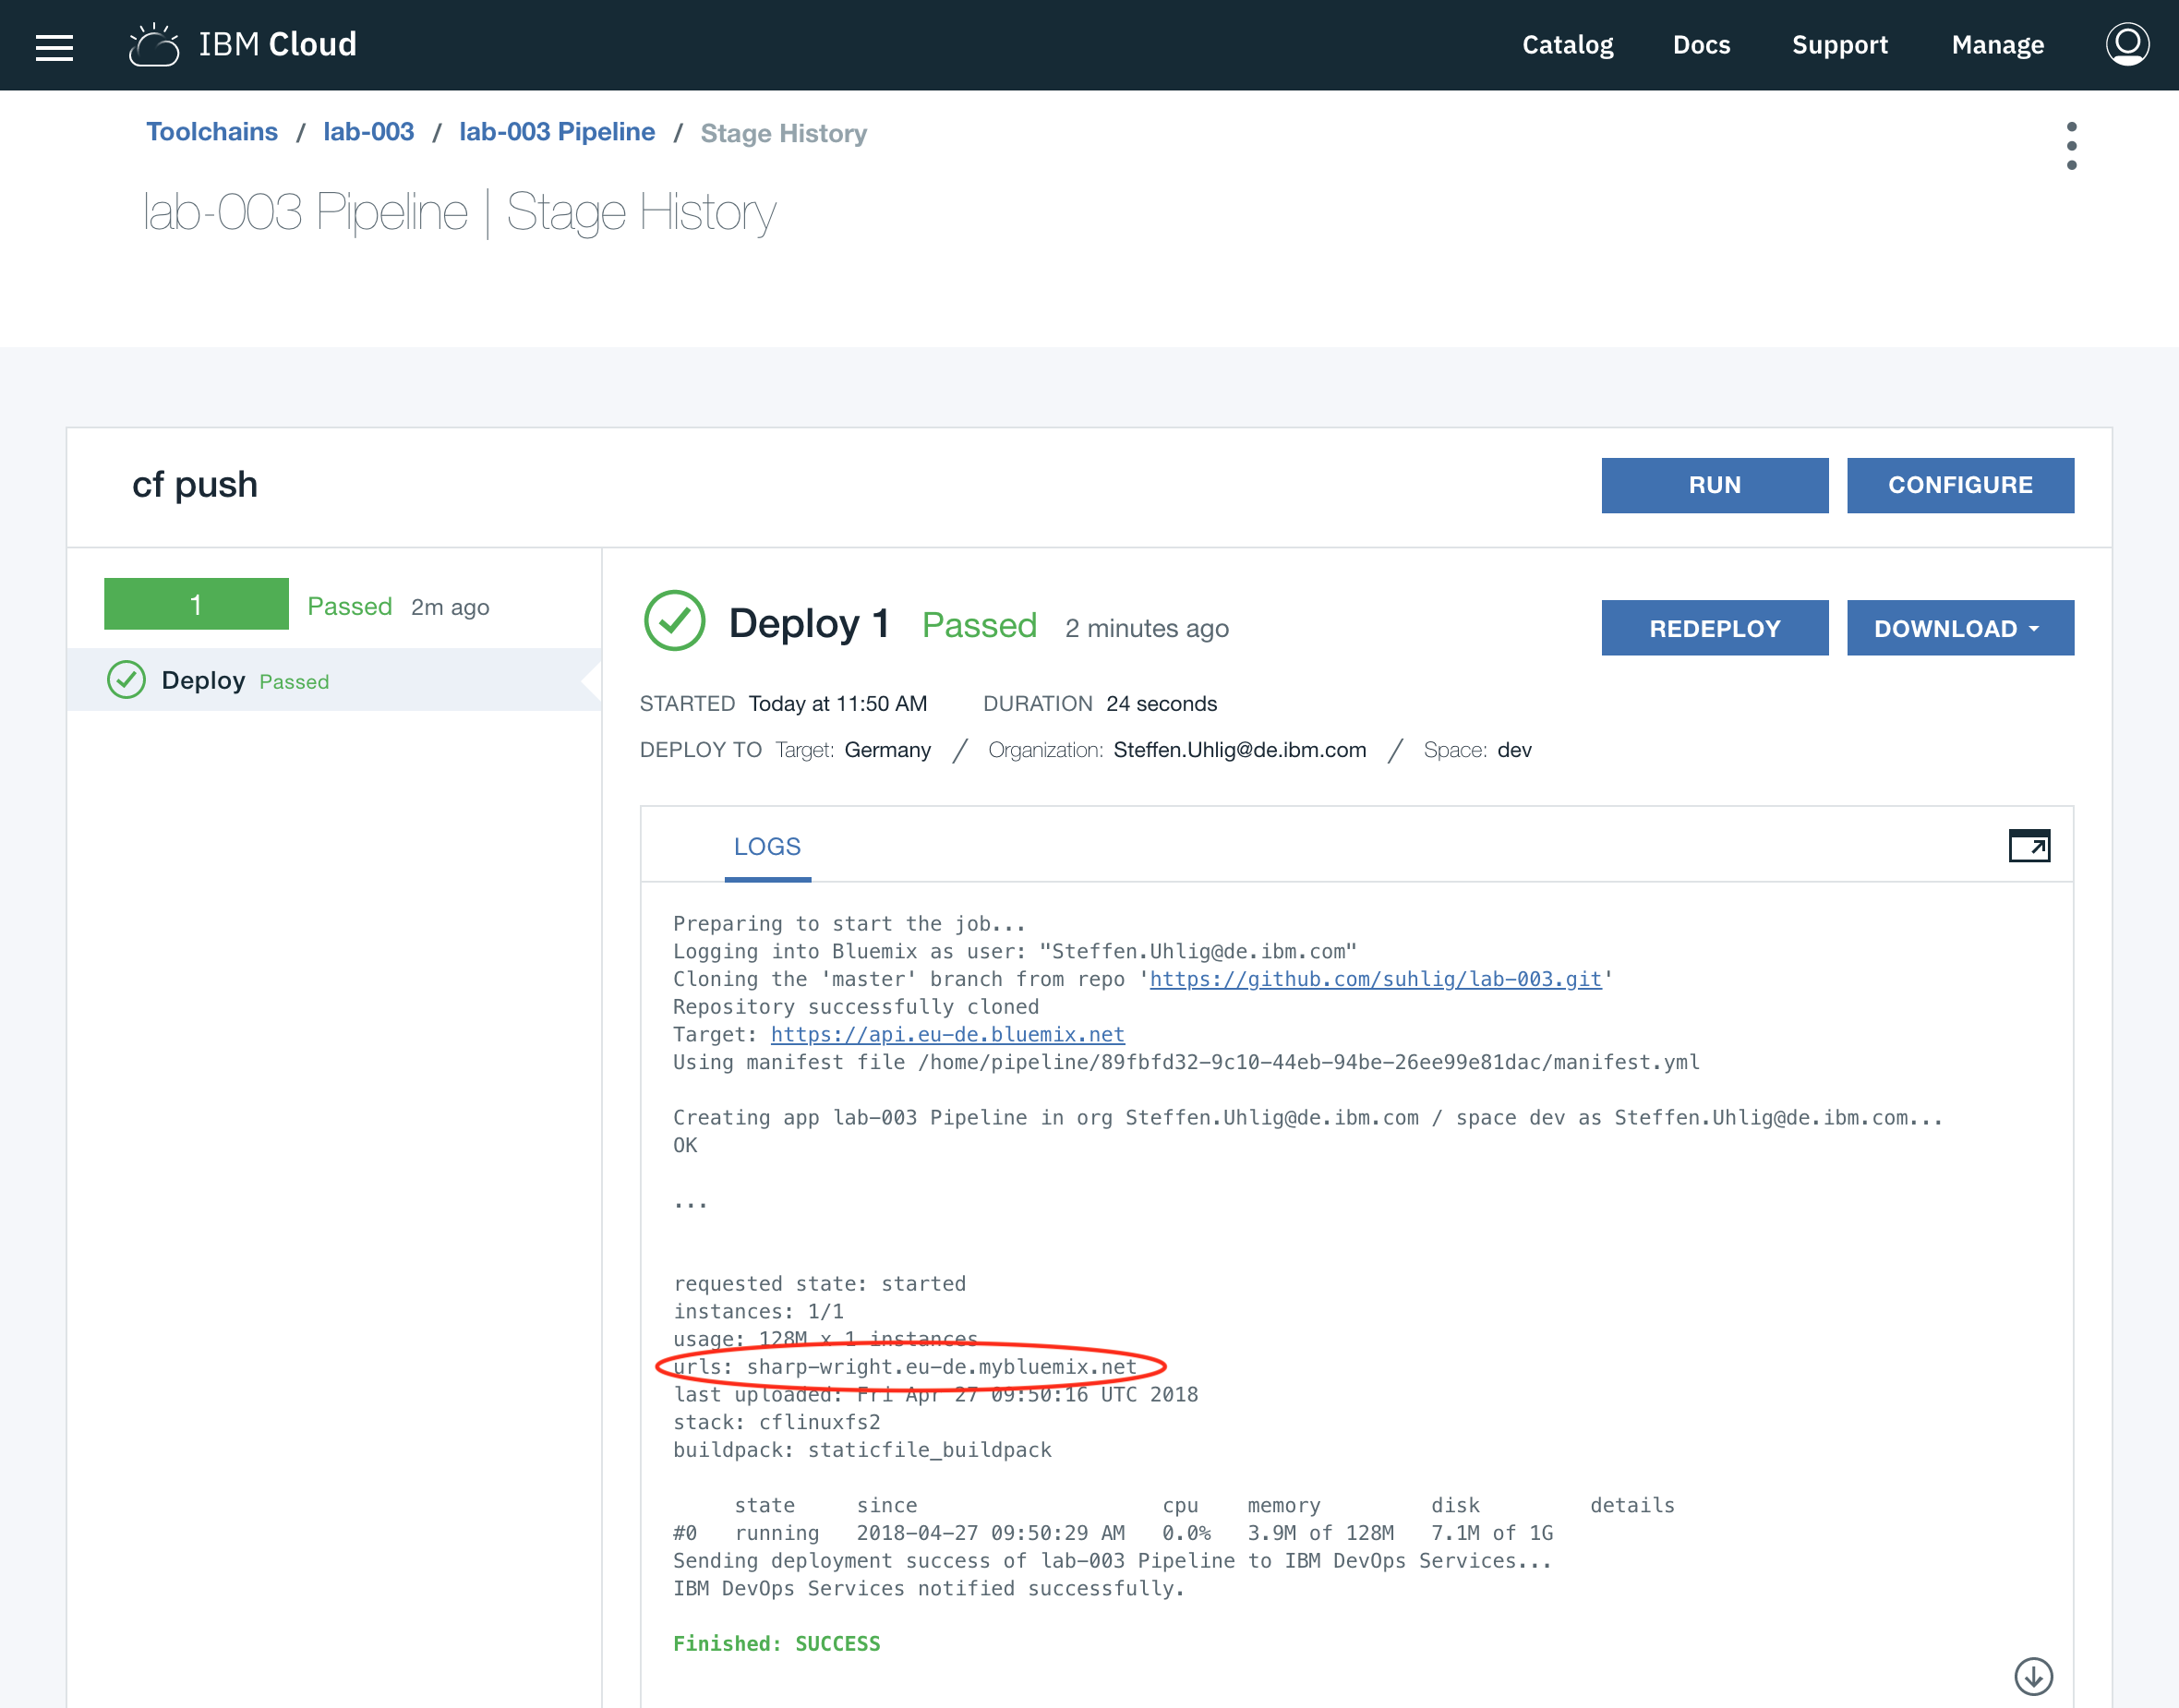 IBM Cloud Catalog Docs Support Manage
Toolchains / lab-003 / lab-003 Pipeline / Stage History
lab-003 Pipeline | Stage History
cf push
RUN CONFIGURE
1 Passed 2m ago
Deploy Passed
Deploy 1 Passed 2 minutes ago
REDEPLOY DOWNLOAD
STARTED Today at 11:50 AM DURATION 24 seconds
DEPLOY TO Target: Germany / Organization: Steffen.Uhlig@de.ibm.com / Space: dev
LOGS
Preparing to start the job...
Logging into Bluemix as user: "Steffen.Uhlig@de.ibm.com"
Cloning the 'master' branch from repo 'https://github.com/suhlig/lab-003.git'
Repository successfully cloned
Target: https://api.eu-de.bluemix.net
Using manifest file /home/pipeline/89fbfd32-9c10-44eb-94be-26ee99e81dac/manifest.yml
Creating app lab-003 Pipeline in org Steffen.Uhlig@de.ibm.com / space dev as Steffen.Uhlig@de.ibm.com...
OK
...
requested state: started
instances: 1/1
usage: 128M x 1 instances
urls: sharp-wright.eu-de.mybluemix.net
last uploaded: Fri Apr 27 09:50:16 UTC 2018
stack: cflinuxfs2
buildpack: staticfile_buildpack
state since cpu memory disk details
#0 running 2018-04-27 09:50:29 AM 0.0% 3.9M of 128M 7.1M of 1G
Sending deployment success of lab-003 Pipeline to IBM DevOps Services...
IBM DevOps Services notified successfully.
Finished: SUCCESS